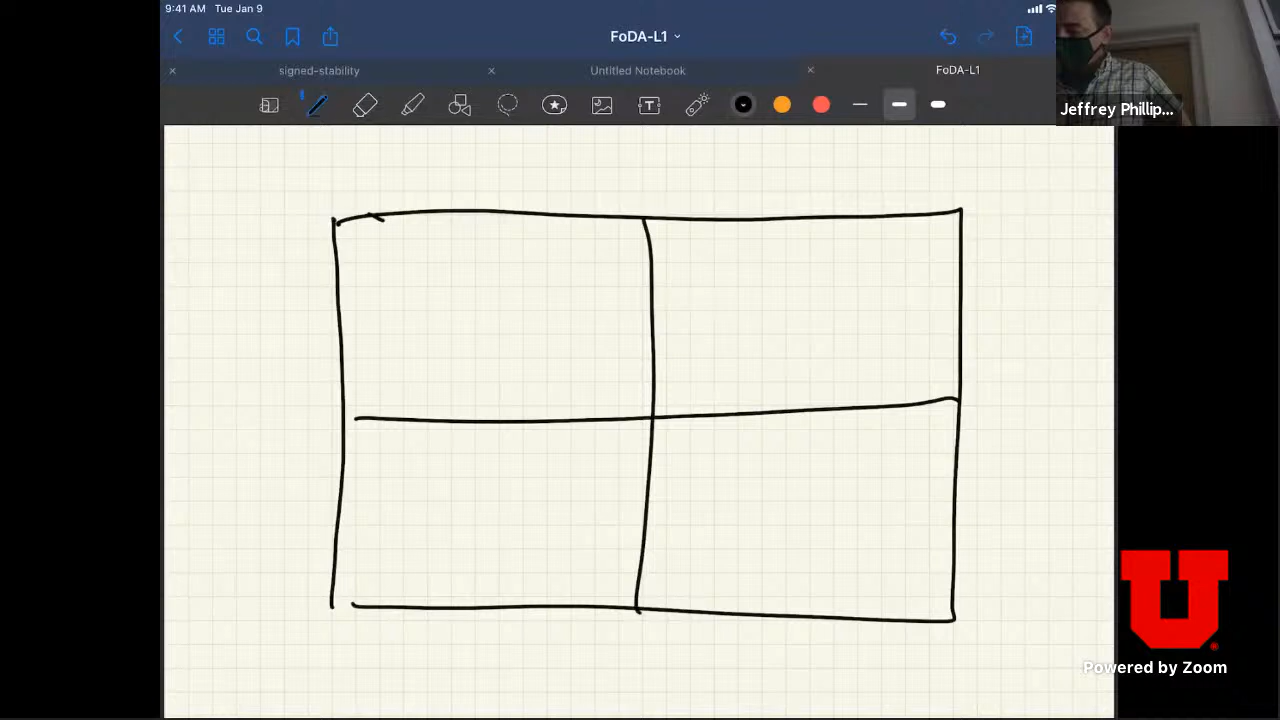 9:41 AM Tue Jan 9
FoDA-L1
signed-stability
Untitled Notebook
FoDA-L1
Jeffrey Phillip...
U
Powered by Zoom